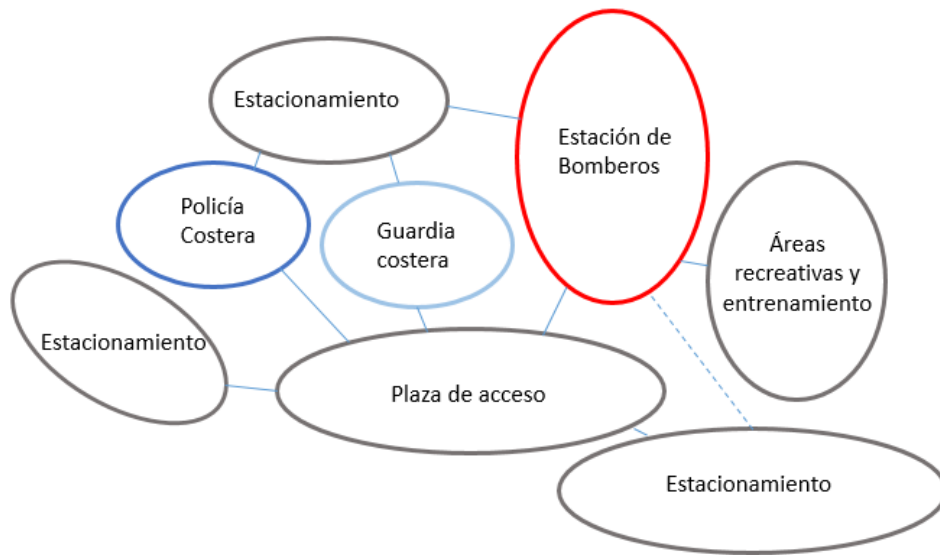 Estacionamiento
Estación de
Bomberos
Policía
Costera
Guardia
costera
Áreas
recreativas y
entrenamiento
Estacionamiento
Plaza de acceso
Estacionamiento